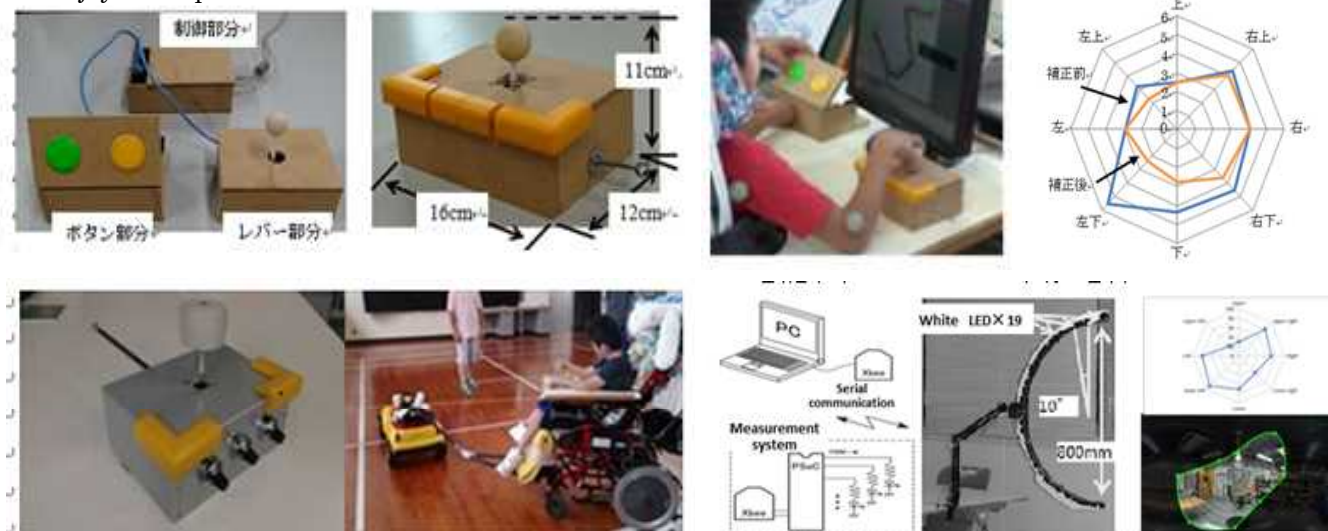 制御部分
ボタン部分
レバー部分
11cm
16cm
12cm
上
6
5
4
3
2
1
0
左上
右上
補正前
左
右
補正後
左下
右下
下
PC
Xbee
Serial
communication
Measurement
system
PSoC
Xbee
White LED×19
10°
800mm